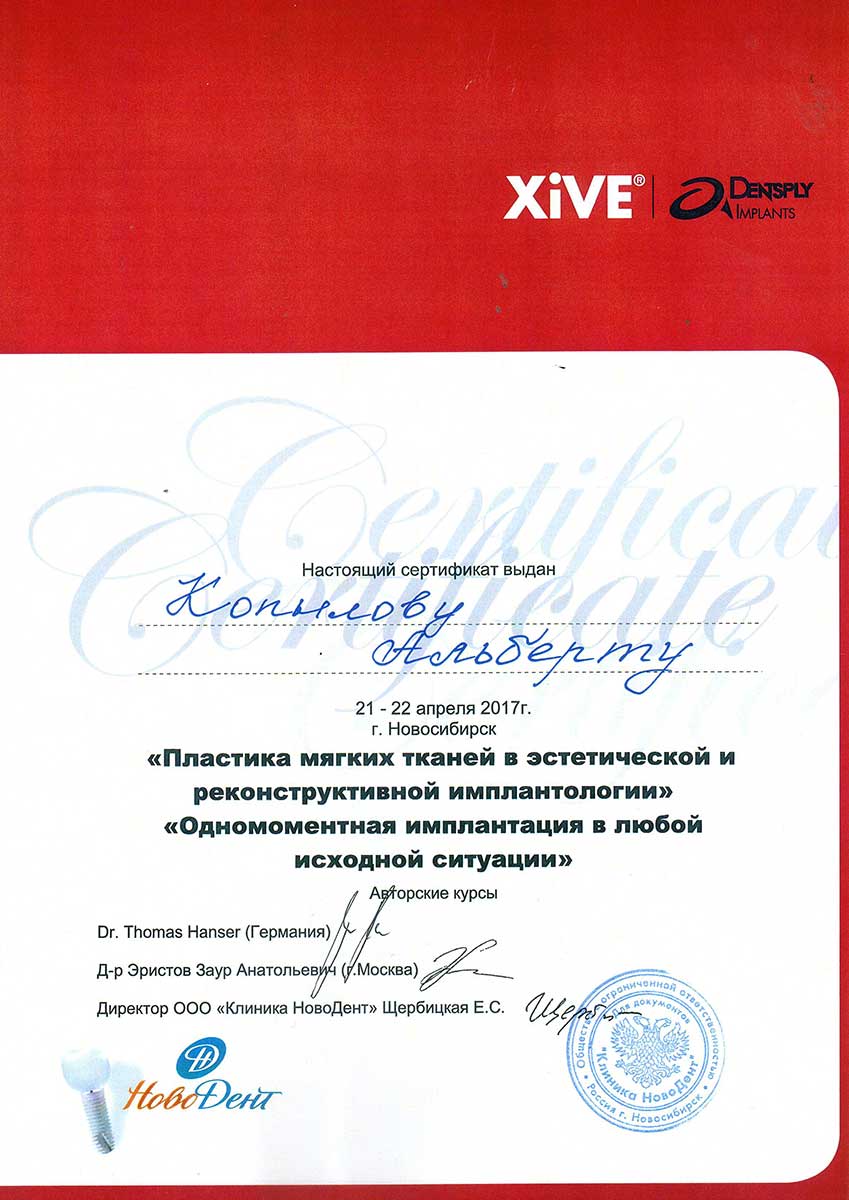 XiVE® | DENTSPLY
IMPLANTS
Certificate
Certificate
Настоящий сертификат выдан
Копылову
Альберту
21 - 22 апреля 2017г.
г. Новосибирск
«Пластика мягких тканей в эстетической и
реконструктивной имплантологии»
«Одномоментная имплантация в любой
исходной ситуации»
Авторские курсы
Dr. Thomas Hanser (Германия)
Д-р Эристов Заур Анатольевич (г.Москва)
Директор ООО «Клиника НовоДент» Щербицкая Е.С.
Общество с ограниченной ответственностью
Для документов
"Клиника НовоДент"
Россия г. Новосибирск
НовоДент